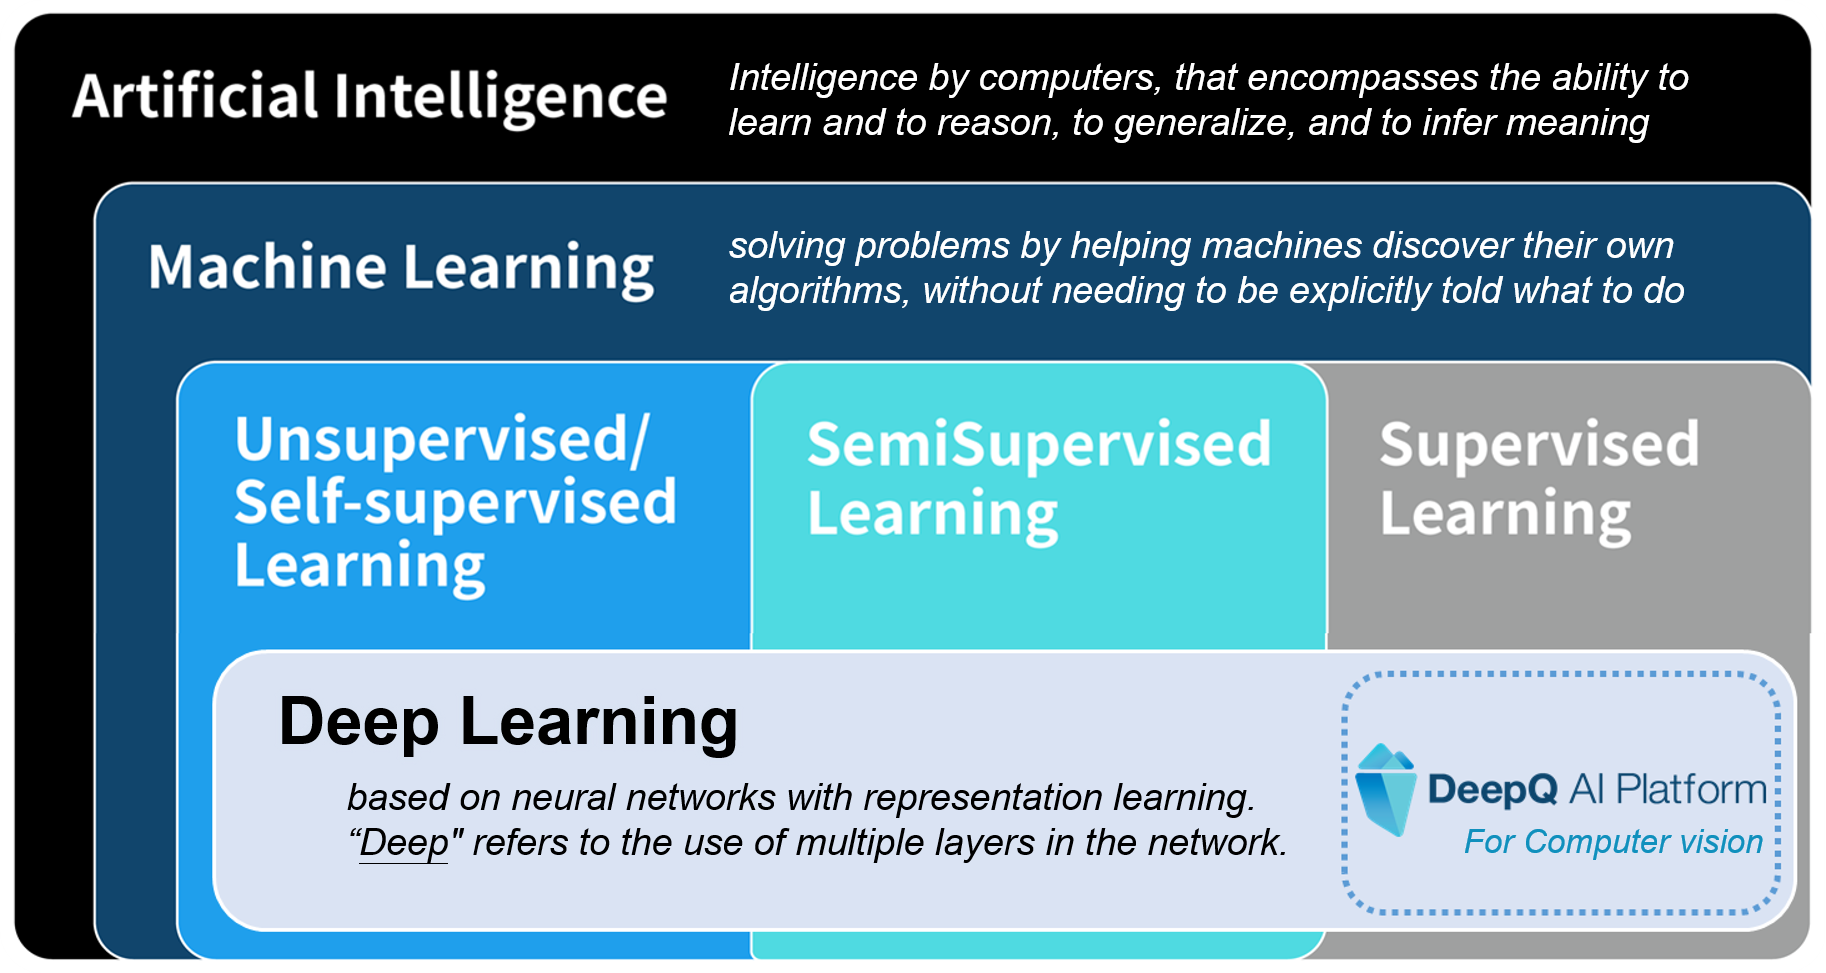 Artificial Intelligence
Intelligence by computers, that encompasses the ability to
learn and to reason, to generalize, and to infer meaning
Machine Learning
solving problems by helping machines discover their own
algorithms, without needing to be explicitly told what to do
Unsupervised/
Self-supervised
Learning
SemiSupervised
Learning
Supervised
Learning
Deep Learning
based on neural networks with representation learning.
“Deep" refers to the use of multiple layers in the network.
DeepQ AI Platform
For Computer vision